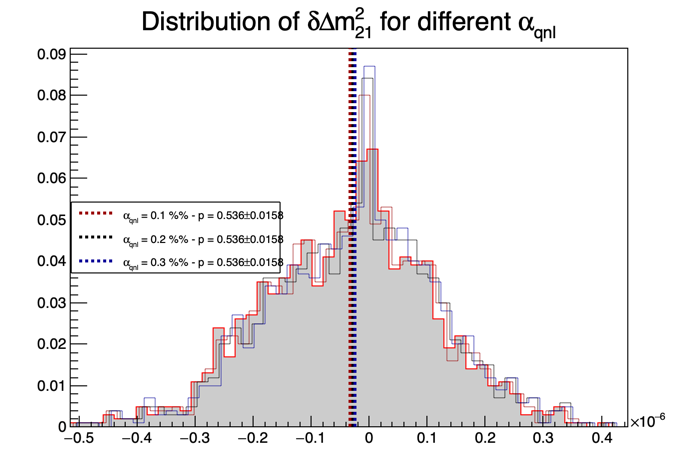 Distribution of δΔm²₂₁ for different α_qnl
0.09
0.08
0.07
0.06
0.05
0.04
0.03
0.02
0.01
0
α_qnl = 0.1 %% - p = 0.536±0.0158
α_qnl = 0.2 %% - p = 0.536±0.0158
α_qnl = 0.3 %% - p = 0.536±0.0158
−0.5 −0.4 −0.3 −0.2 −0.1 0 0.1 0.2 0.3 0.4
×10⁻⁶